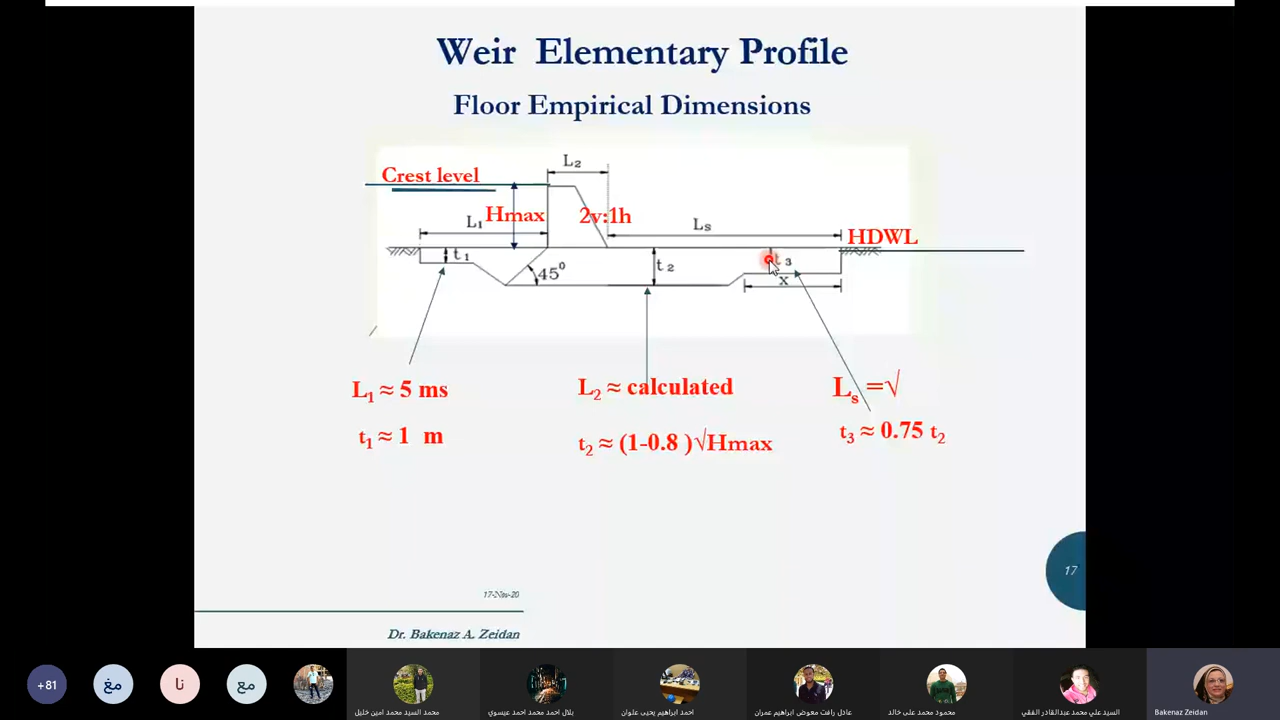 Weir Elementary Profile
Floor Empirical Dimensions
L2
Crest level
Hmax
2v:1h
L1
Ls
HDWL
t1
45⁰
t2
t3
x
L1 ≈ 5 ms
L2 ≈ calculated
Ls =√
t1 ≈ 1 m
t2 ≈ (1-0.8 )√Hmax
t3 ≈ 0.75 t2
17
17-Nov-20
Dr. Bakenaz A. Zeidan
+81
مغ
نا
مع
محمد السيد محمد امين خليل
بلال احمد محمد احمد عيسوي
احمد ابراهيم يحيى علوان
عادل رافت معوض ابراهيم عمران
محمود محمد على خالد
السيد علي محمد عبدالقادر الفقي
Bakenaz Zeidan